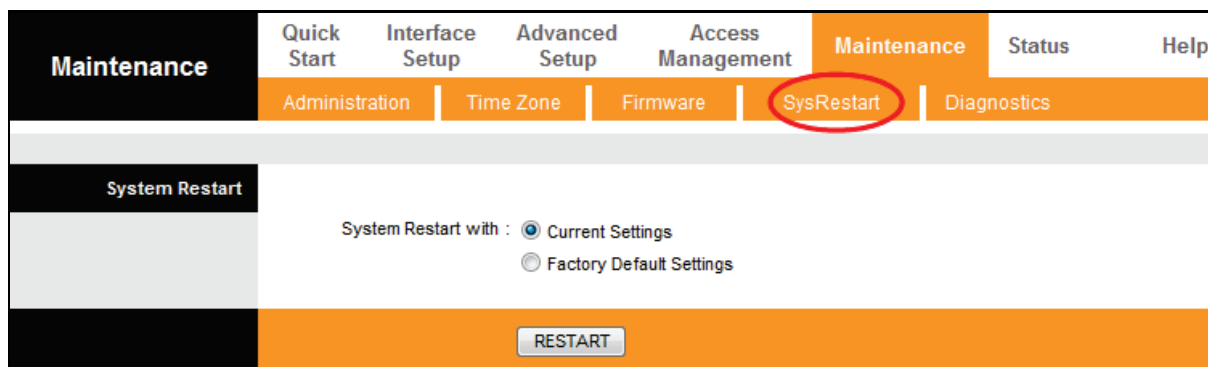 Maintenance
Quick Start
Interface Setup
Advanced Setup
Access Management
Maintenance
Status
Help
Administration
Time Zone
Firmware
SysRestart
Diagnostics
System Restart
System Restart with : Current Settings
Factory Default Settings
RESTART